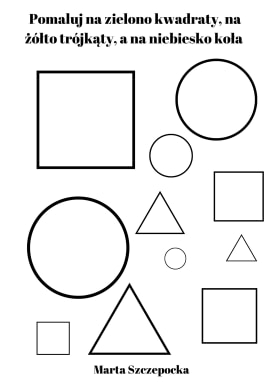 Pomaluj na zielono kwadraty, na
żółto trójkąty, a na niebiesko koła
Marta Szczepocka